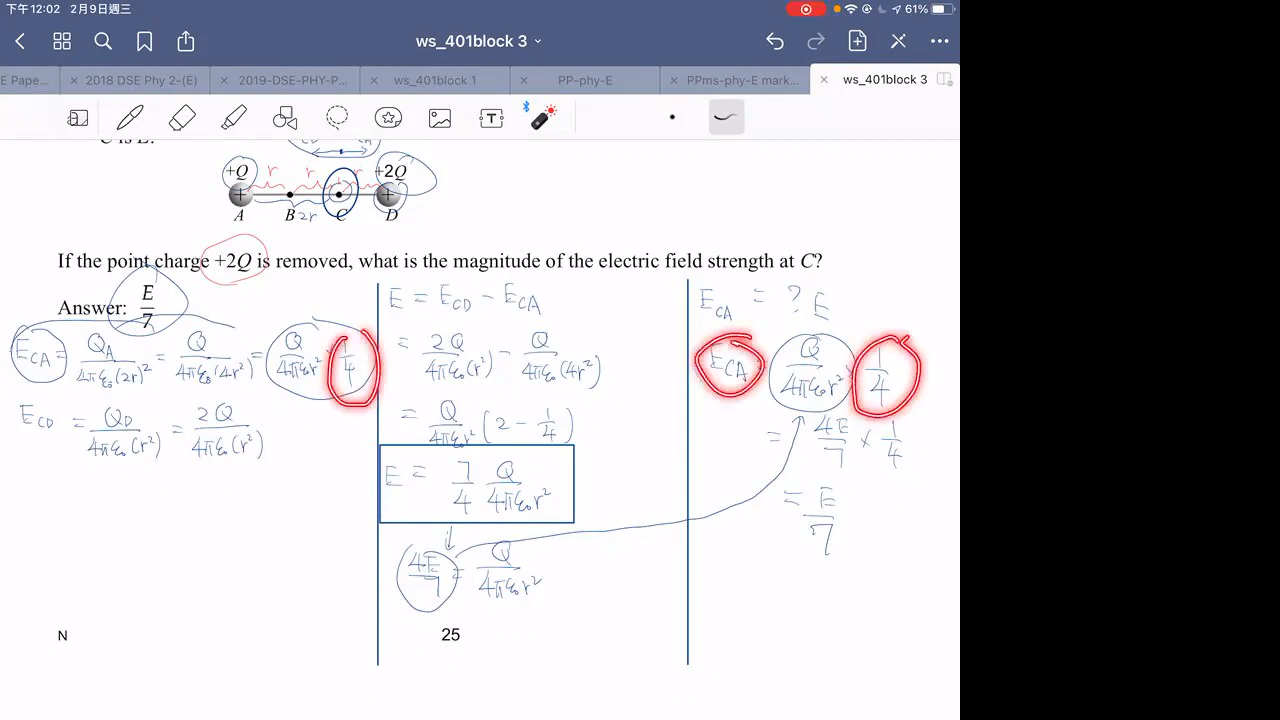 下午12:02 2月9日週三
61%
ws_401block 3
E Pape...
2018 DSE Phy 2-(E)
2019-DSE-PHY-P...
ws_401block 1
PP-phy-E
PPms-phy-E mark...
ws_401block 3
+Q r r r +2Q
A B 2r C D
If the point charge +2Q is removed, what is the magnitude of the electric field strength at C?
Answer: E/7
E_CA = Q_A/4πε₀(2r)² = Q/4πε₀(4r²) = Q/4πε₀r² × 1/4
E_CD = Q_D/4πε₀(r²) = 2Q/4πε₀(r²)
E = E_CD - E_CA
= 2Q/4πε₀(r²) - Q/4πε₀(4r²)
= Q/4πε₀r² (2 - 1/4)
E = 7/4 Q/4πε₀r²
4E/7 = Q/4πε₀r²
E_CA = ? E
E_CA = Q/4πε₀r² × 1/4
= 4E/7 × 1/4
= E/7
N
25